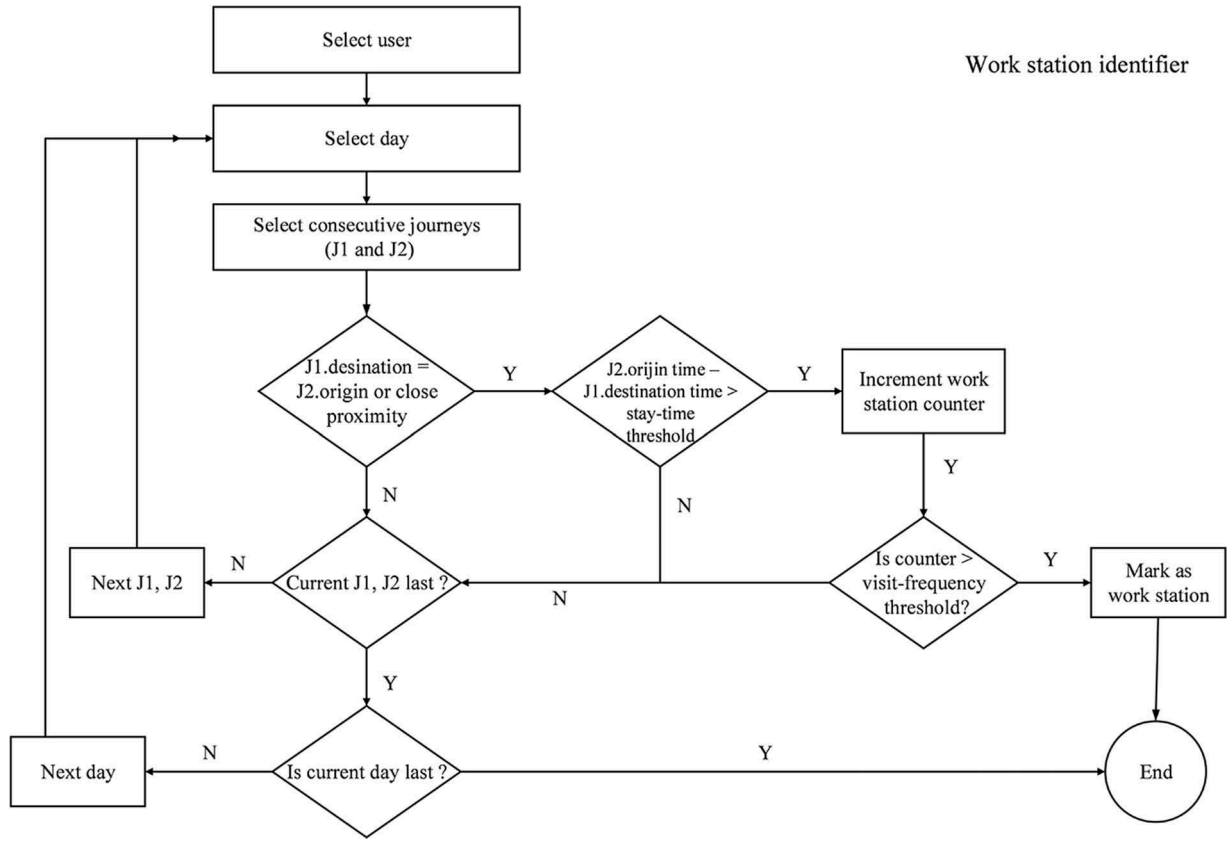 Select user
Work station identifier
Select day
Select consecutive journeys
(J1 and J2)
J1.desination =
J2.origin or close
proximity
Y
J2.orijin time –
J1.destination time >
stay-time
threshold
Y
Increment work
station counter
N
N
Y
Next J1, J2
N
Current J1, J2 last ?
N
Is counter >
visit-frequency
threshold?
Y
Mark as
work station
Y
Next day
N
Is current day last ?
Y
End